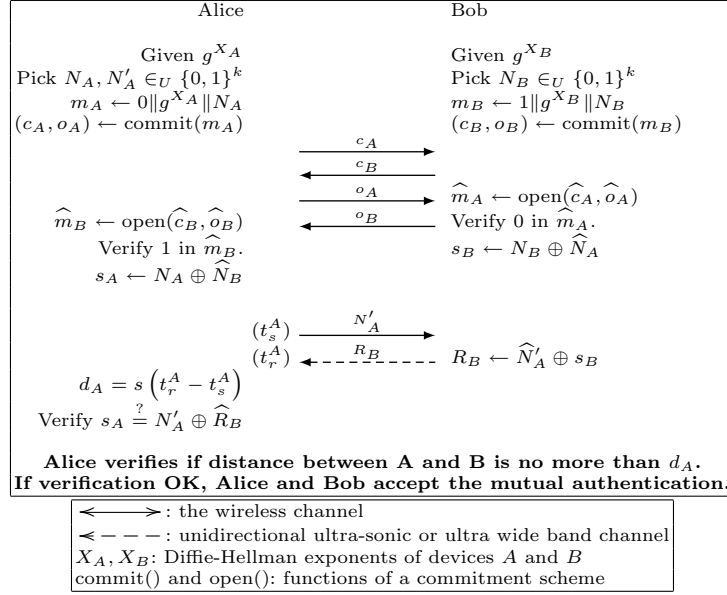 Alice Bob
Given g^{X_A} Given g^{X_B}
Pick N_A, N'_A ∈_U {0, 1}^k Pick N_B ∈_U {0, 1}^k
m_A ← 0‖g^{X_A}‖N_A m_B ← 1‖g^{X_B}‖N_B
(c_A, o_A) ← commit(m_A) (c_B, o_B) ← commit(m_B)
c_A
c_B
o_A m̂_A ← open(ĉ_A, ô_A)
m̂_B ← open(ĉ_B, ô_B) o_B Verify 0 in m̂_A.
Verify 1 in m̂_B. s_B ← N_B ⊕ N̂_A
s_A ← N_A ⊕ N̂_B
(t_s^A) N'_A
(t_r^A) R_B R_B ← N̂'_A ⊕ s_B
d_A = s (t_r^A − t_s^A)
Verify s_A ≟ N'_A ⊕ R̂_B
Alice verifies if distance between A and B is no more than d_A.
If verification OK, Alice and Bob accept the mutual authentication.
: the wireless channel
: unidirectional ultra-sonic or ultra wide band channel
X_A, X_B: Diffie-Hellman exponents of devices A and B
commit() and open(): functions of a commitment scheme